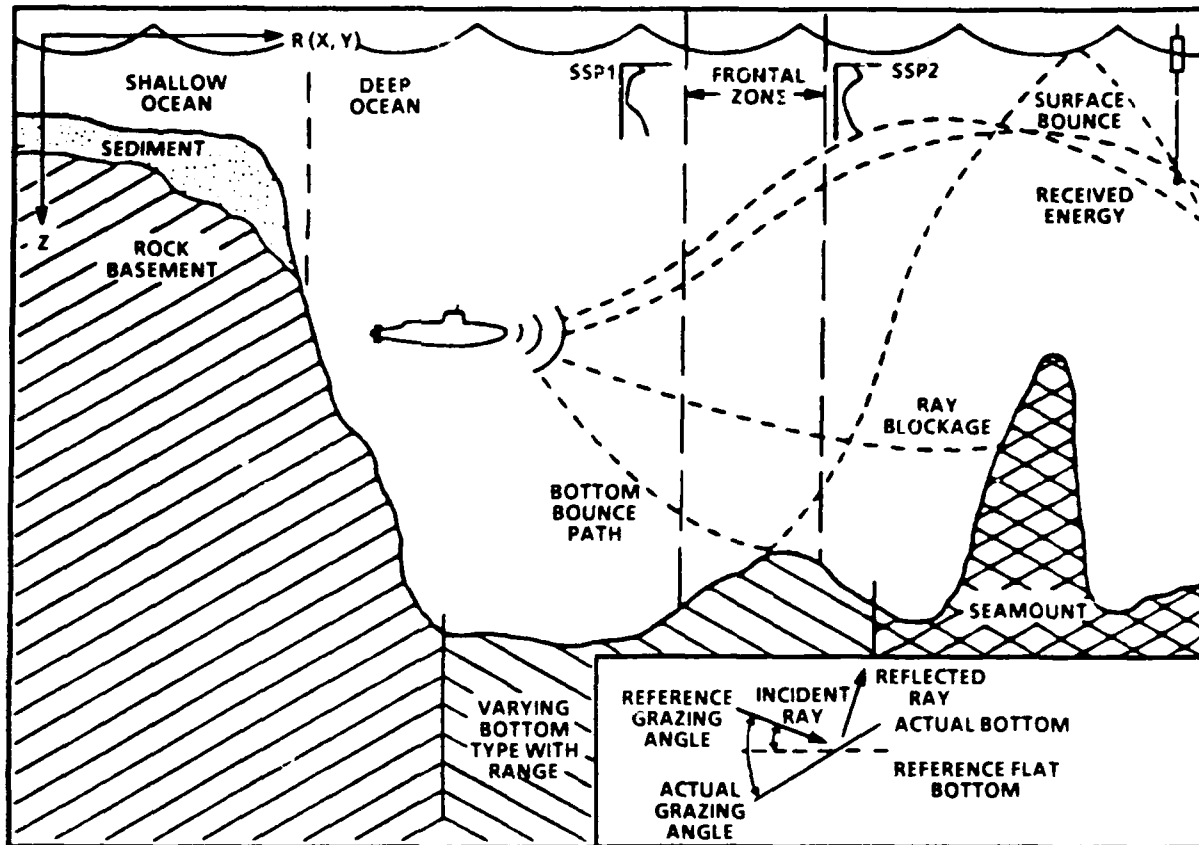 R (X, Y)
SHALLOW
OCEAN
DEEP
OCEAN
SSP1
FRONTAL
ZONE
SSP2
SURFACE
BOUNCE
SEDIMENT
RECEIVED
ENERGY
Z
ROCK
BASEMENT
RAY
BLOCKAGE
BOTTOM
BOUNCE
PATH
SEAMOUNT
VARYING
BOTTOM
TYPE WITH
RANGE
REFERENCE
GRAZING
ANGLE
INCIDENT
RAY
REFLECTED
RAY
ACTUAL BOTTOM
REFERENCE FLAT
BOTTOM
ACTUAL
GRAZING
ANGLE